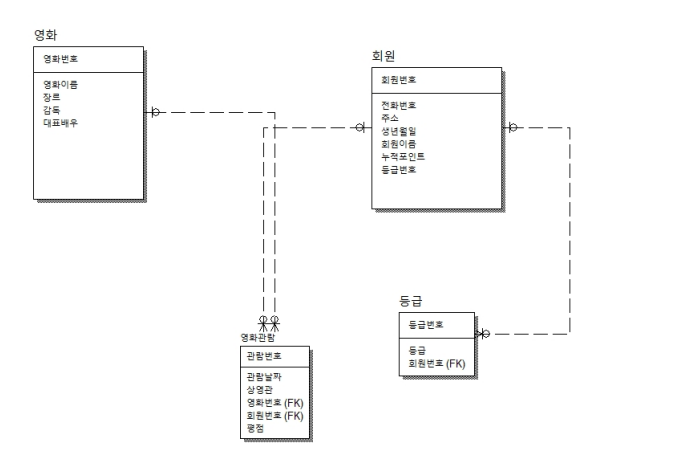 영화
영화번호
영화이름
장르
감독
대표배우
회원
회원번호
전화번호
주소
생년월일
회원이름
누적포인트
등급번호
등급
등급번호
등급
회원번호 (FK)
영화관람
관람번호
관람날짜
상영관
영화번호 (FK)
회원번호 (FK)
평점